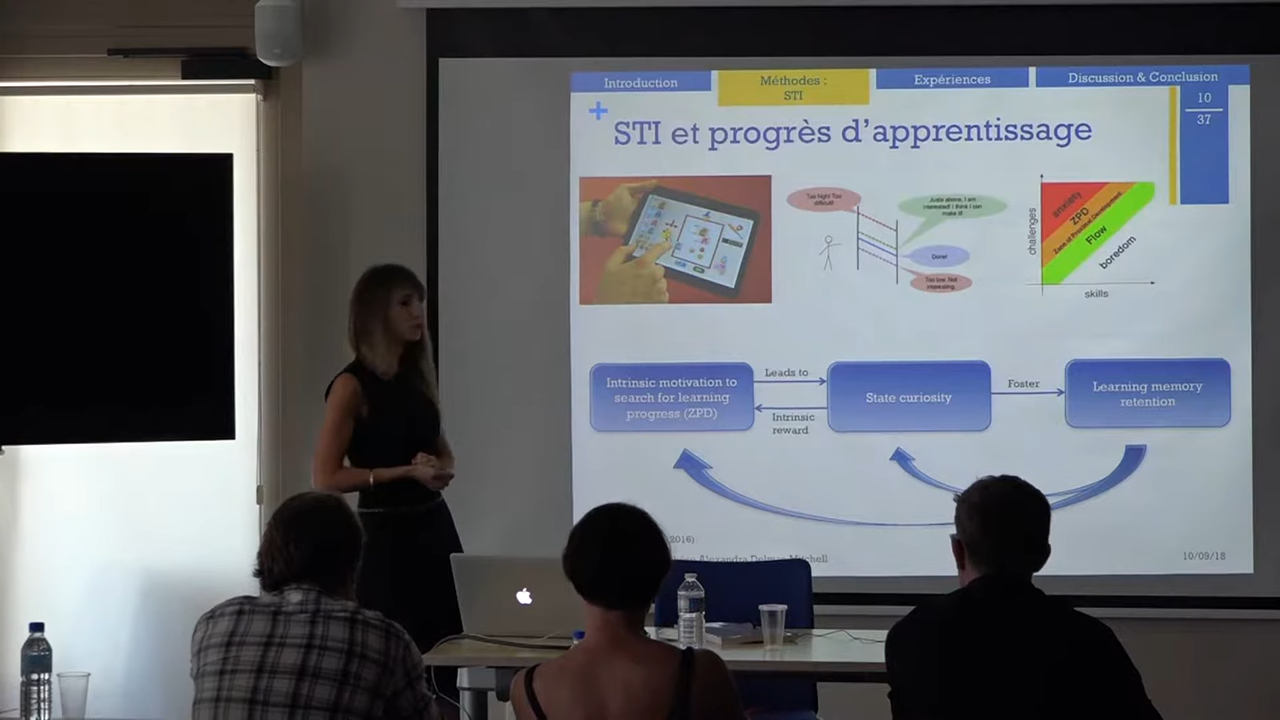 Introduction
Méthodes :
STI
Expériences
Discussion & Conclusion
10
37
+
STI et progrès d'apprentissage
Too high! Too
difficult!
Juste above, I am
interested! I think I can
make it!
Done!
Too low. Not
interesting.
challenges
anxiety
ZPD
Zone of Proximal Development
Flow
boredom
skills
Intrinsic motivation to
search for learning
progress (ZPD)
Leads to
Intrinsic
reward
State curiosity
Foster
Learning memory
retention
2016)
Alexandra Delmas Mitchell
10/09/18